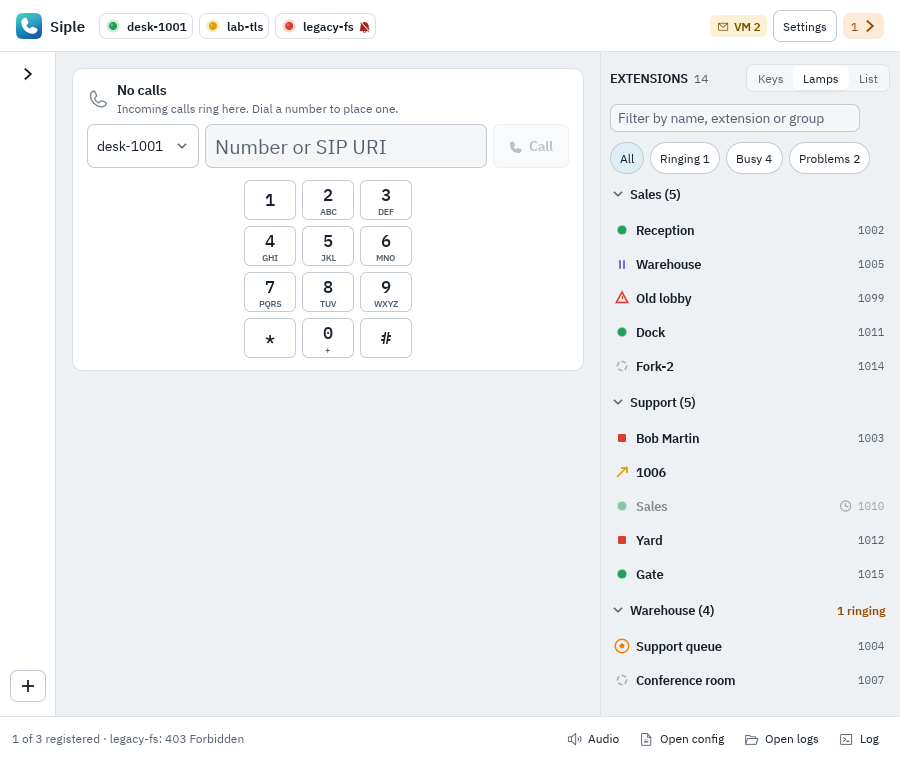 Siple
desk-1001
lab-tls
legacy-fs
VM 2
Settings
1
No calls
Incoming calls ring here. Dial a number to place one.
desk-1001
Number or SIP URI
Call
1
2
ABC
3
DEF
4
GHI
5
JKL
6
MNO
7
PQRS
8
TUV
9
WXYZ
*
0
+
#
EXTENSIONS 14
Keys
Lamps
List
Filter by name, extension or group
All
Ringing 1
Busy 4
Problems 2
Sales (5)
Reception 1002
Warehouse 1005
Old lobby 1099
Dock 1011
Fork-2 1014
Support (5)
Bob Martin 1003
1006
Sales 1010
Yard 1012
Gate 1015
Warehouse (4) 1 ringing
Support queue 1004
Conference room 1007
+
1 of 3 registered · legacy-fs: 403 Forbidden
Audio
Open config
Open logs
Log